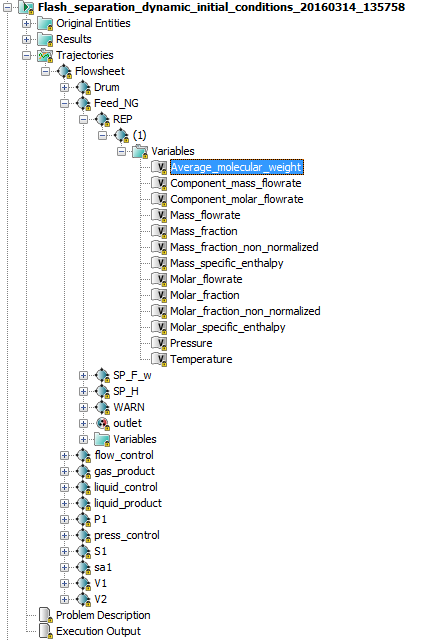 Flash_separation_dynamic_initial_conditions_20160314_135758
Original Entities
Results
Trajectories
Flowsheet
Drum
Feed_NG
REP
(1)
Variables
Average_molecular_weight
Component_mass_flowrate
Component_molar_flowrate
Mass_flowrate
Mass_fraction
Mass_fraction_non_normalized
Mass_specific_enthalpy
Molar_flowrate
Molar_fraction
Molar_fraction_non_normalized
Molar_specific_enthalpy
Pressure
Temperature
SP_F_w
SP_H
WARN
outlet
Variables
flow_control
gas_product
liquid_control
liquid_product
P1
press_control
S1
sa1
V1
V2
Problem Description
Execution Output